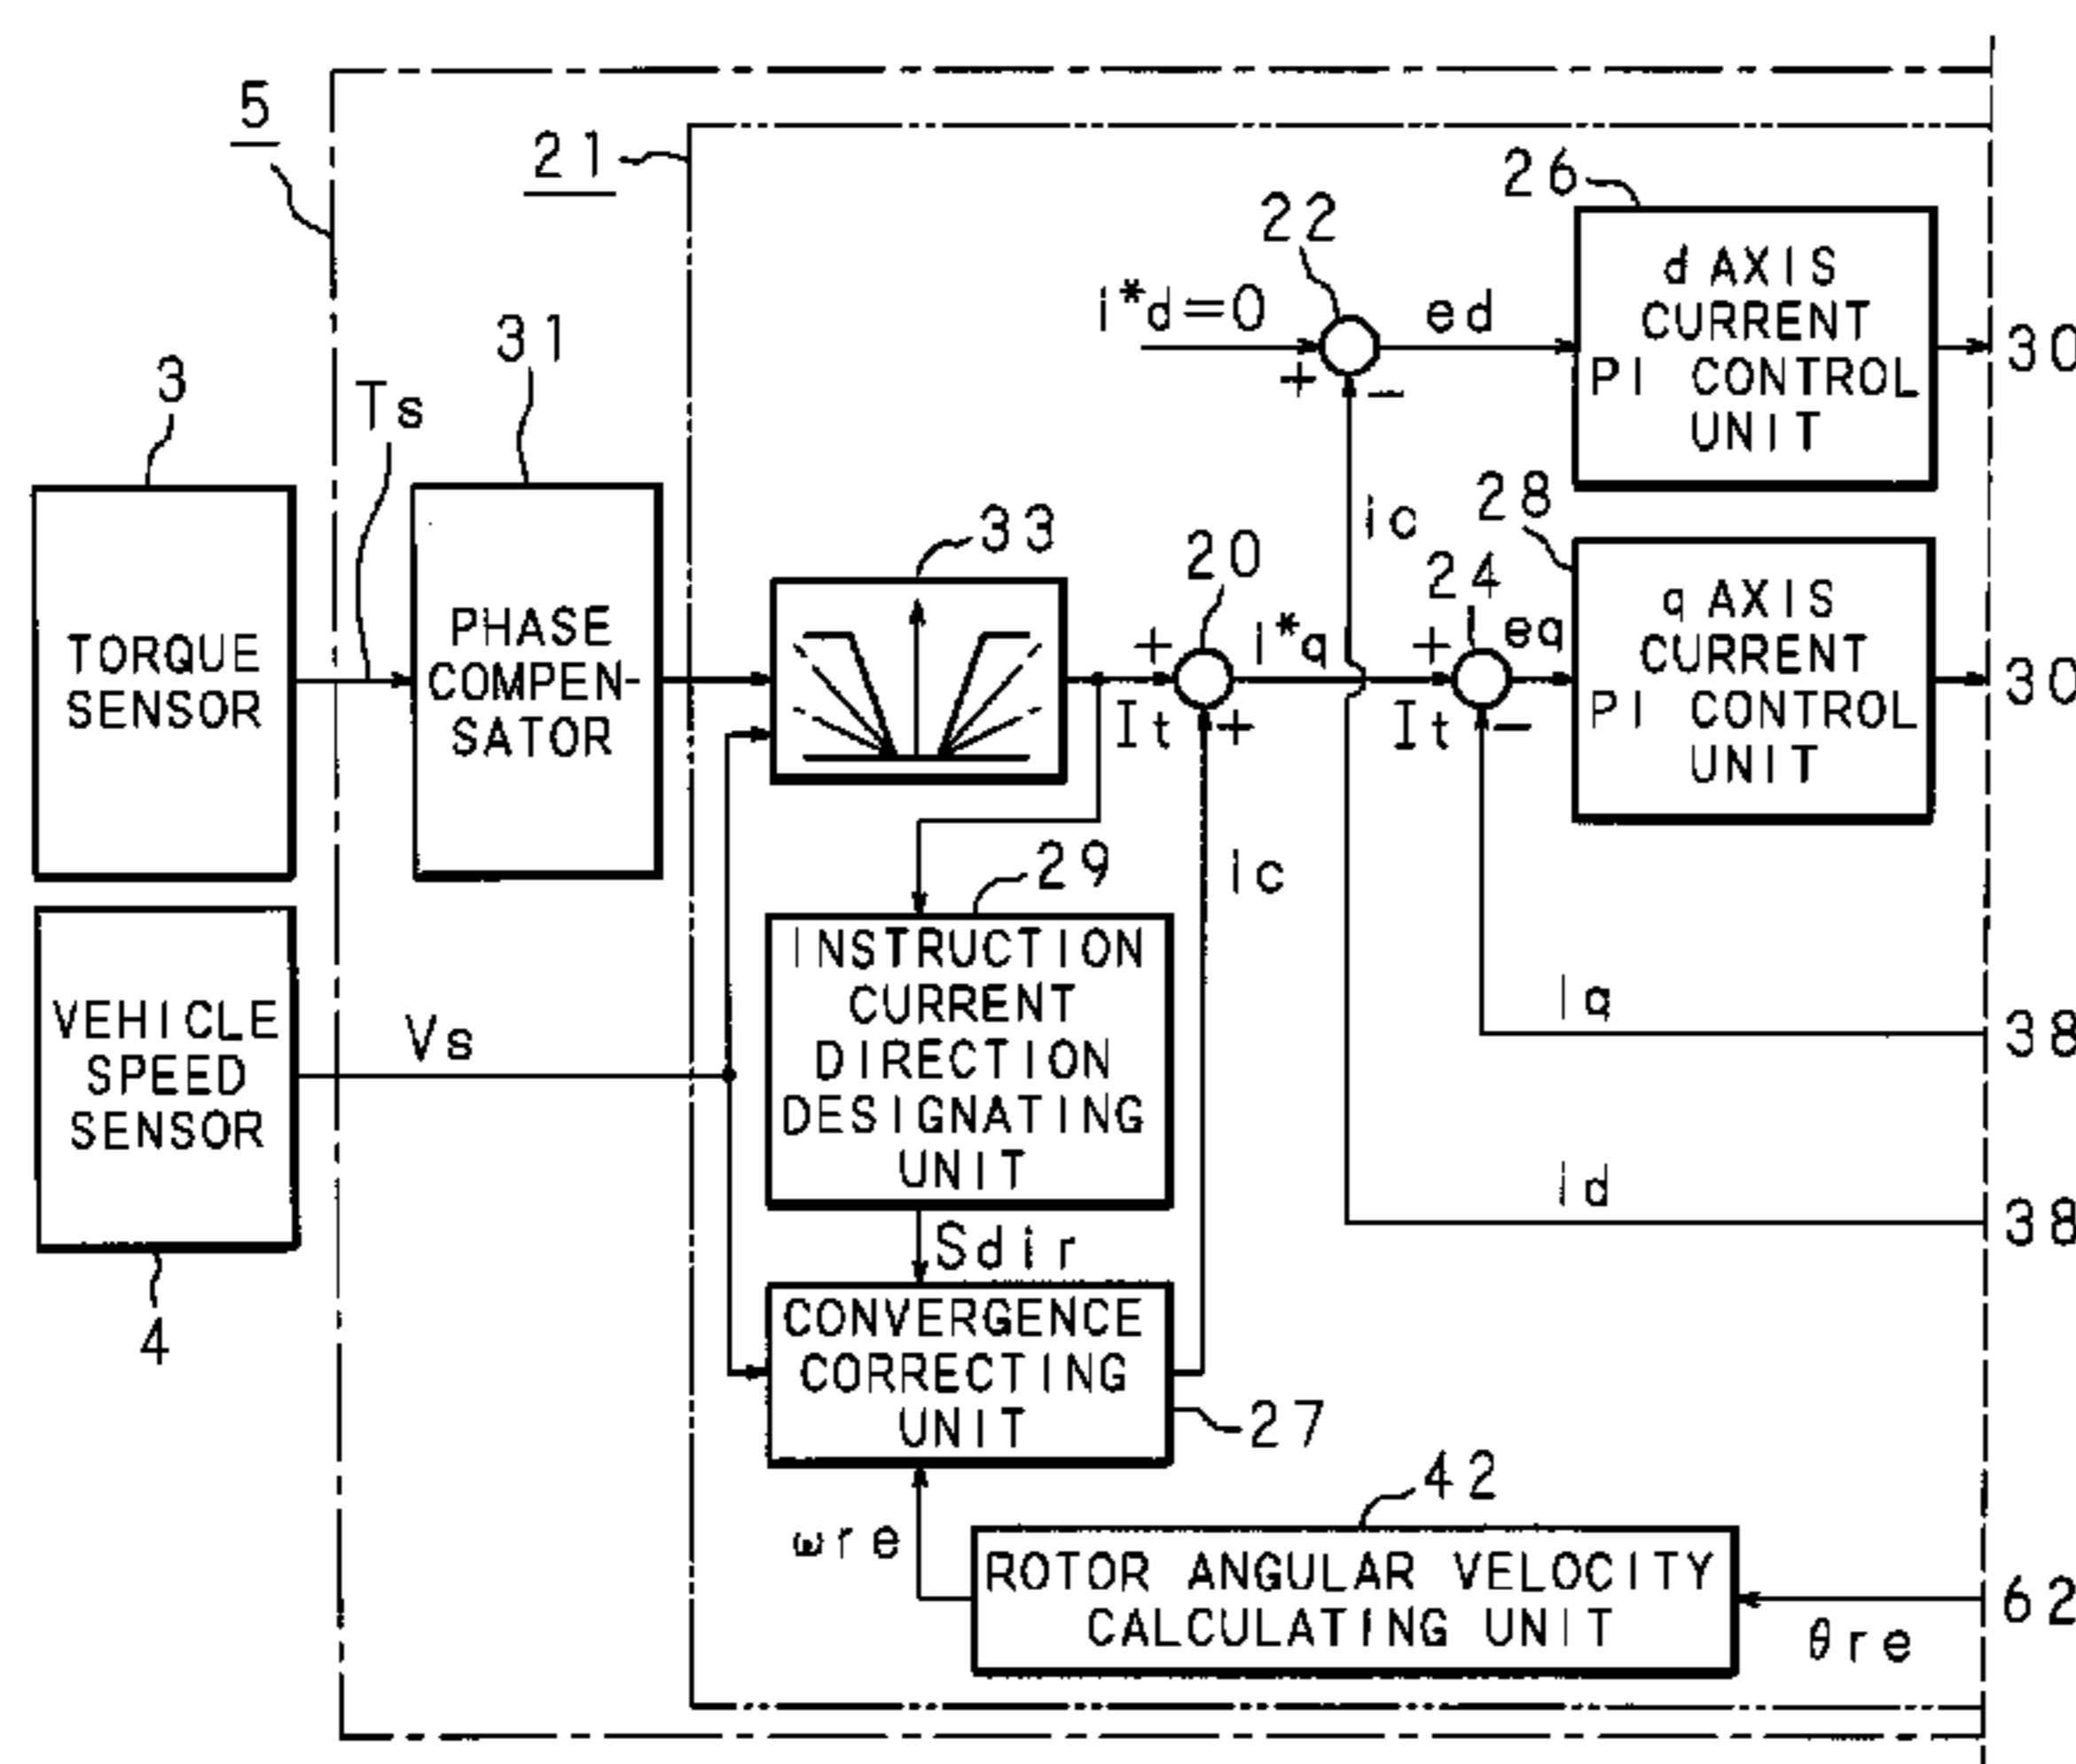 5
21
26
22
d AXIS
CURRENT
PI CONTROL
UNIT
i*d=0
ed
+
−
30
31
3
Ts
TORQUE
SENSOR
PHASE
COMPEN-
SATOR
33
20
ic
28
24
i*q
eq
+
+
It
+
It
−
q AXIS
CURRENT
PI CONTROL
UNIT
30
29
ic
INSTRUCTION
CURRENT
DIRECTION
DESIGNATING
UNIT
VEHICLE
SPEED
SENSOR
Vs
iq
38
id
38
4
Sdir
CONVERGENCE
CORRECTING
UNIT
27
42
ωre
ROTOR ANGULAR VELOCITY
CALCULATING UNIT
θre
62